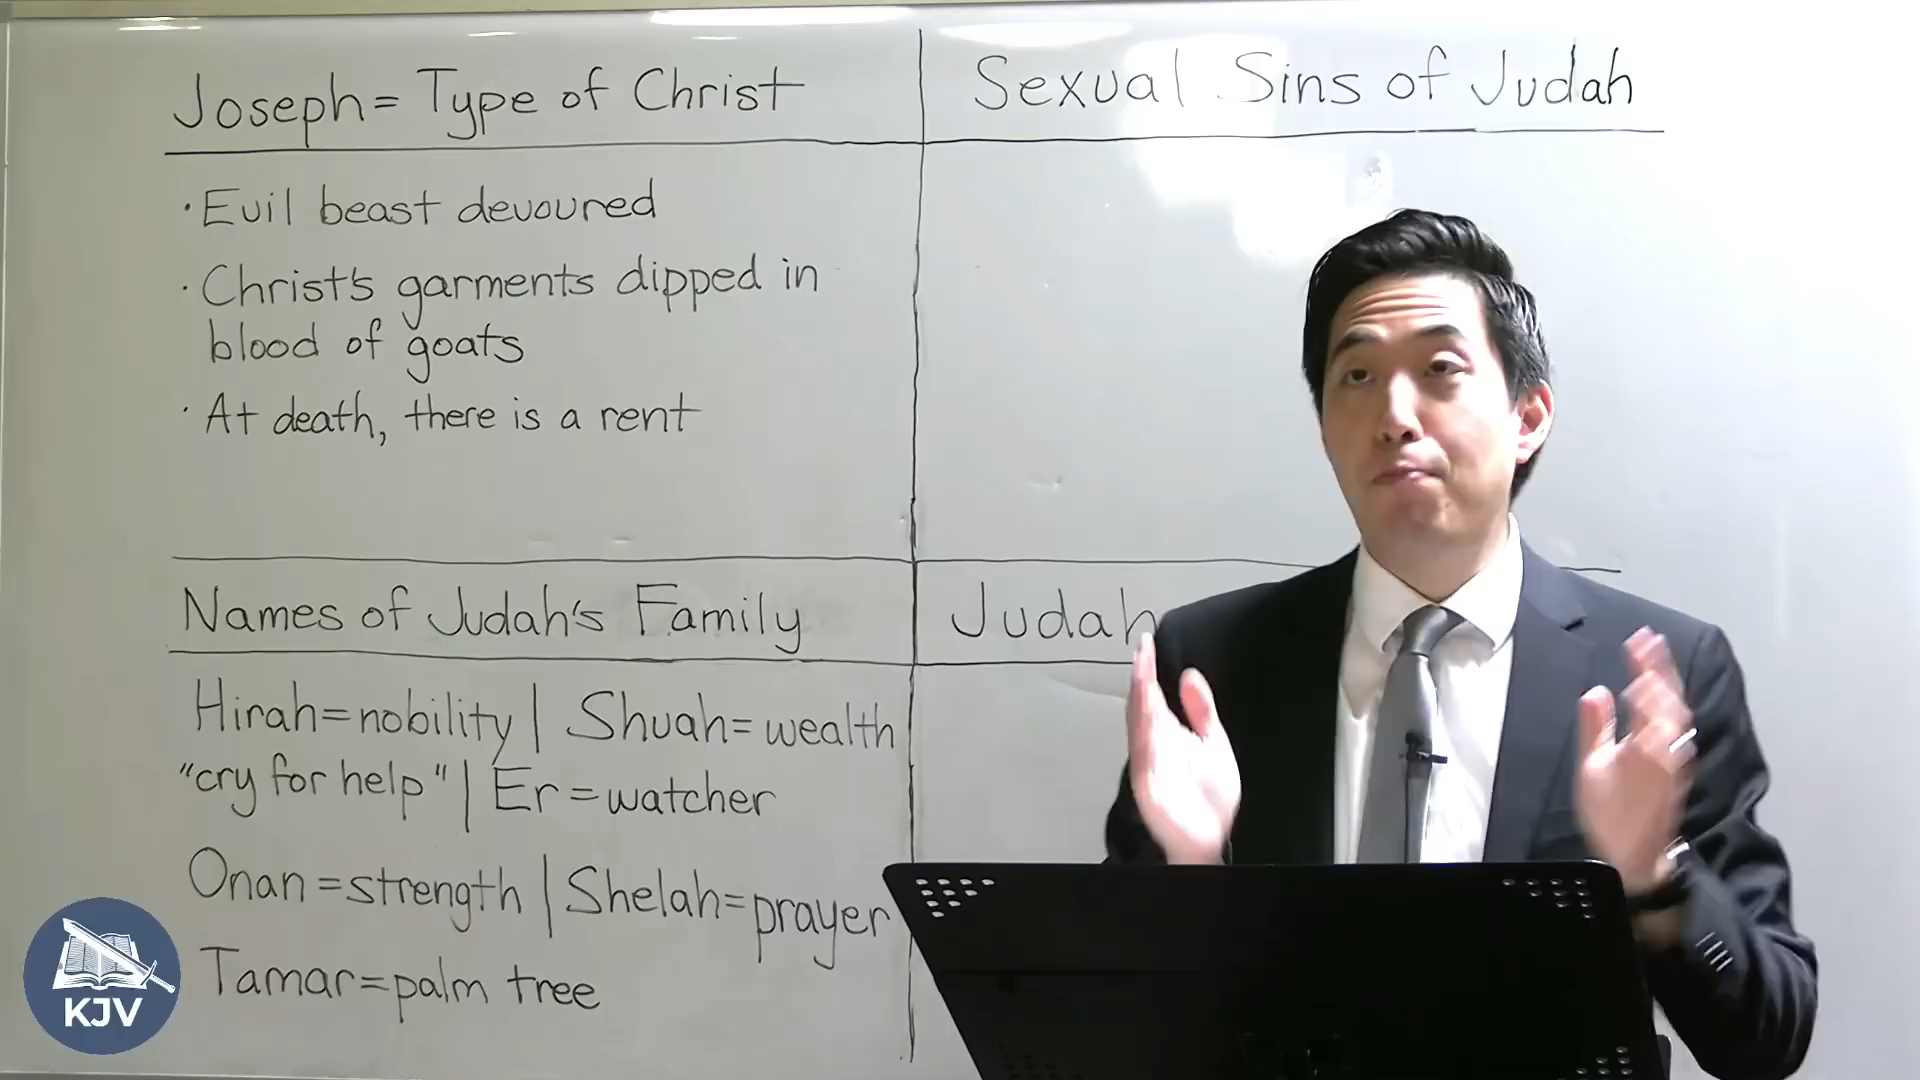 Joseph= Type of Christ
• Evil beast devoured
• Christ's garments dipped in
blood of goats
• At death, there is a rent
Sexual Sins of Judah
Names of Judah's Family
Hirah=nobility | Shuah=wealth
"cry for help" | Er=watcher
Onan=strength | Shelah=prayer
Tamar=palm tree
Judah
KJV